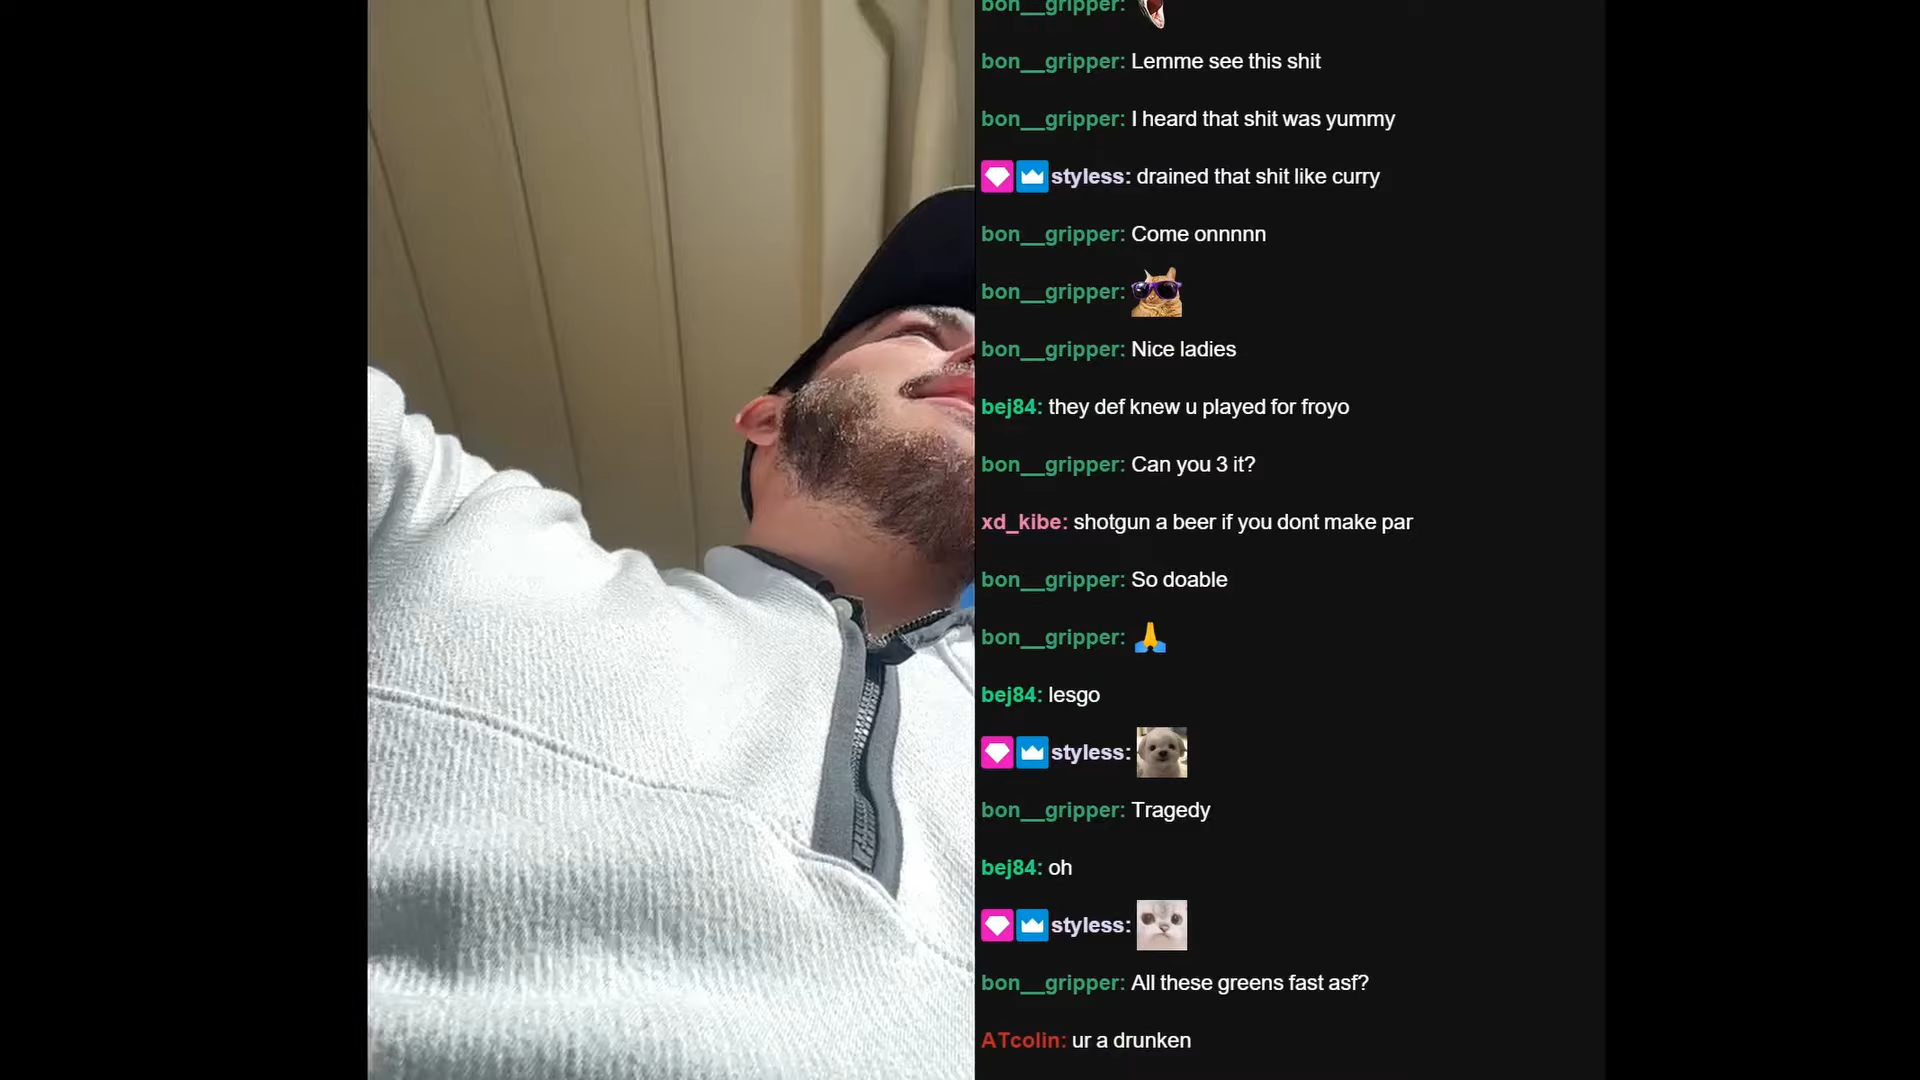 bon__gripper:
bon__gripper: Lemme see this shit
bon__gripper: I heard that shit was yummy
styless: drained that shit like curry
bon__gripper: Come onnnnn
bon__gripper:
bon__gripper: Nice ladies
bej84: they def knew u played for froyo
bon__gripper: Can you 3 it?
xd_kibe: shotgun a beer if you dont make par
bon__gripper: So doable
bon__gripper: 🙏
bej84: lesgo
styless:
bon__gripper: Tragedy
bej84: oh
styless:
bon__gripper: All these greens fast asf?
ATcolin: ur a drunken